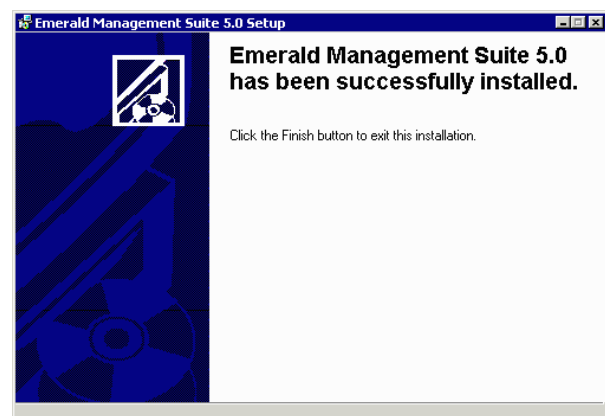 Emerald Management Suite 5.0 Setup
Emerald Management Suite 5.0
has been successfully installed.
Click the Finish button to exit this installation.